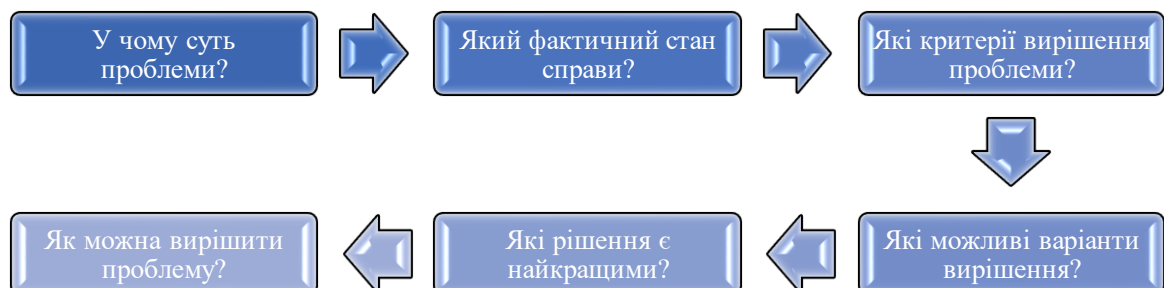 У чому суть
проблеми?
Який фактичний стан
справи?
Які критерії вирішення
проблеми?
Які можливі варіанти
вирішення?
Які рішення є
найкращими?
Як можна вирішити
проблему?